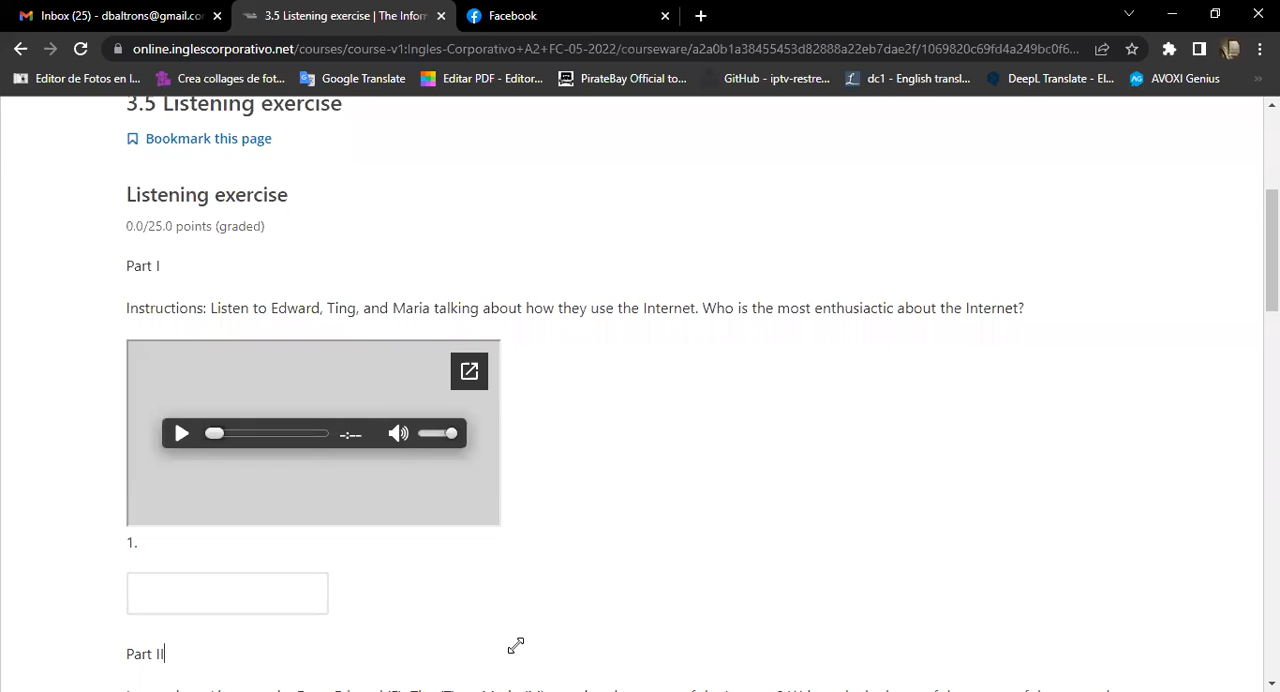 Inbox (25) - dbaltrons@gmail.co
3.5 Listening exercise | The Infor
Facebook
online.inglescorporativo.net/courses/course-v1:Ingles-Corporativo+A2+FC-05-2022/courseware/a2a0b1a38455453d82888a22eb7dae2f/1069820c69fd4a249bc0f6...
Editor de Fotos en l...
Crea collages de fot...
Google Translate
Editar PDF - Editor...
PirateBay Official to...
GitHub - iptv-restre...
dc1 - English transl...
DeepL Translate - El...
AVOXI Genius
3.5 Listening exercise
Bookmark this page
Listening exercise
0.0/25.0 points (graded)
Part I
Instructions: Listen to Edward, Ting, and Maria talking about how they use the Internet. Who is the most enthusiactic about the Internet?
-:--
1.
Part II